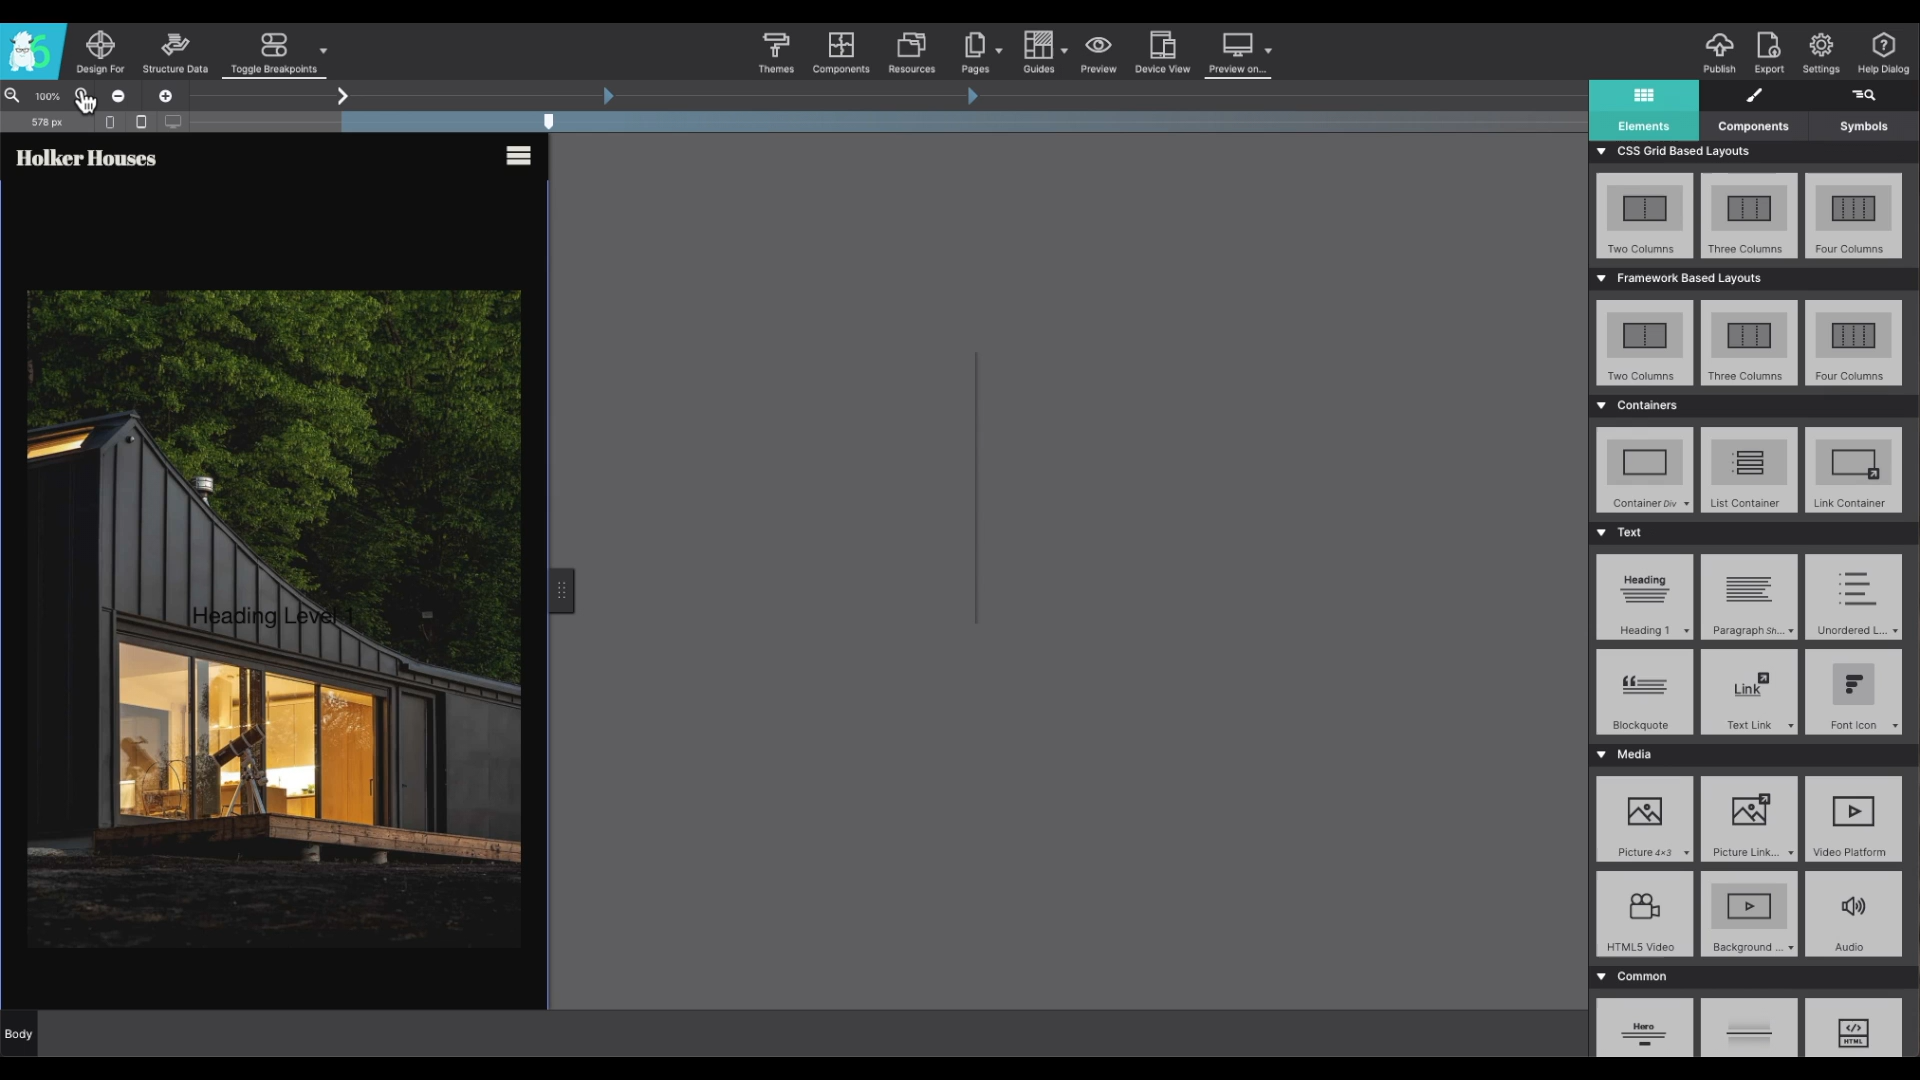 6
Design For
Structure Data
Toggle Breakpoints
Themes
Components
Resources
Pages
Guides
Preview
Device View
Preview on...
Publish
Export
Settings
Help Dialog
100%
578 px
Elements
Components
Symbols
Holker Houses
Heading Level 1
CSS Grid Based Layouts
Two Columns
Three Columns
Four Columns
Framework Based Layouts
Two Columns
Three Columns
Four Columns
Containers
Container Div
List Container
Link Container
Text
Heading
Heading 1
Paragraph Sh...
Unordered L...
Blockquote
Link
Text Link
Font Icon
Media
Picture 4×3
Picture Link...
Video Platform
HTML5 Video
Background ...
Audio
Common
Hero
HTML
Body